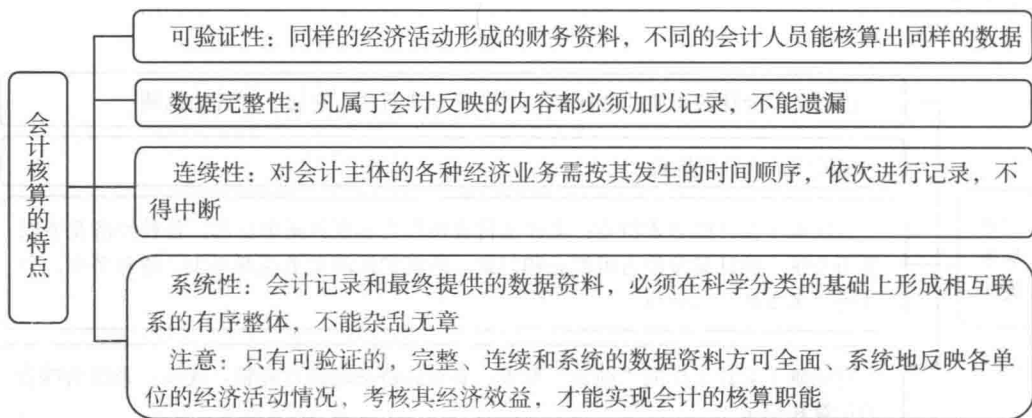 会计核算的特点
可验证性：同样的经济活动形成的财务资料，不同的会计人员能核算出同样的数据
数据完整性：凡属于会计反映的内容都必须加以记录，不能遗漏
连续性：对会计主体的各种经济业务需按其发生的时间顺序，依次进行记录，不
得中断
系统性：会计记录和最终提供的数据资料，必须在科学分类的基础上形成相互联
系的有序整体，不能杂乱无章
注意：只有可验证的，完整、连续和系统的数据资料方可全面、系统地反映各单
位的经济活动情况，考核其经济效益，才能实现会计的核算职能